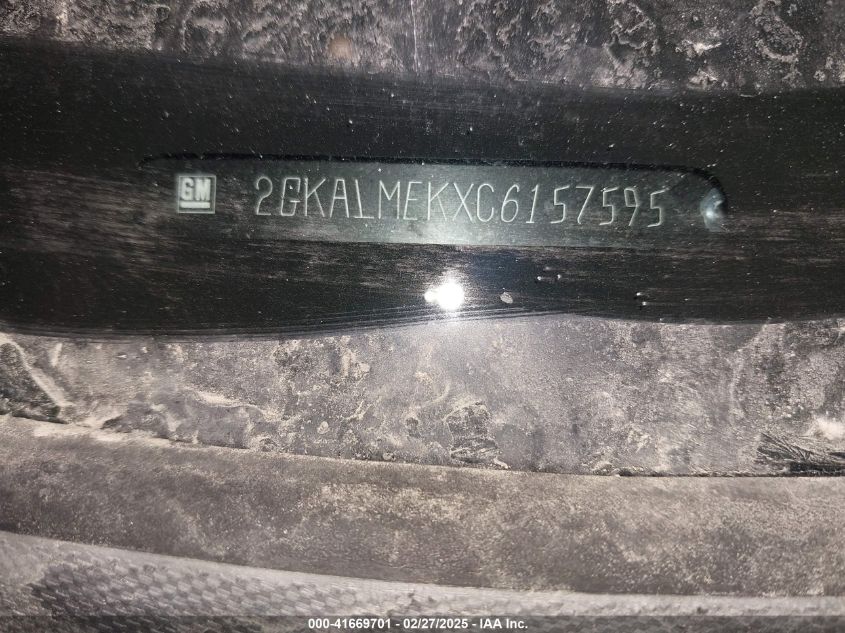 GM 2GKALMEKXC6157595
000-41669701 - 02/27/2025 - IAA Inc.